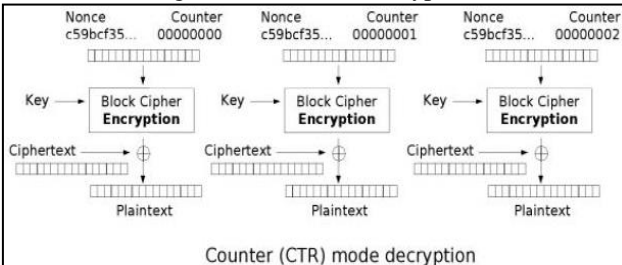 Nonce Counter Nonce Counter Nonce Counter
c59bcf35... 00000000 c59bcf35... 00000001 c59bcf35... 00000002
Key Block Cipher Key Block Cipher Key Block Cipher
Encryption Encryption Encryption
Ciphertext Ciphertext Ciphertext
Plaintext Plaintext Plaintext
Counter (CTR) mode decryption